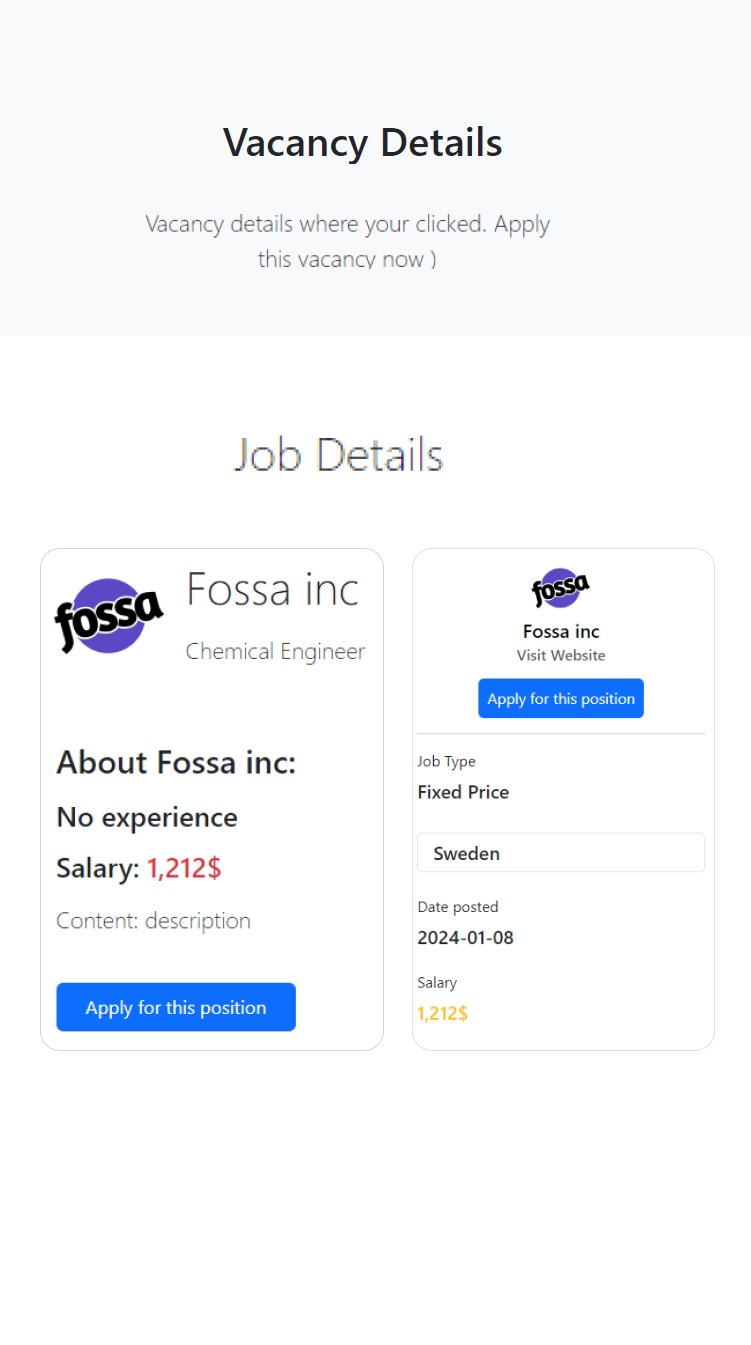 Vacancy Details
Vacancy details where your clicked. Apply
this vacancy now )
Job Details
fossa
Fossa inc
Chemical Engineer
About Fossa inc:
No experience
Salary: 1,212$
Content: description
Apply for this position
fossa
Fossa inc
Visit Website
Apply for this position
Job Type
Fixed Price
Sweden
Date posted
2024-01-08
Salary
1,212$